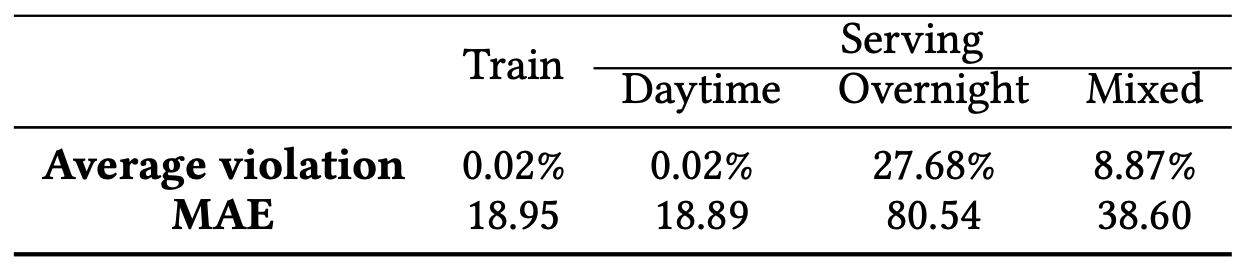 Train Serving
Daytime Overnight Mixed
Average violation 0.02% 0.02% 27.68% 8.87%
MAE 18.95 18.89 80.54 38.60